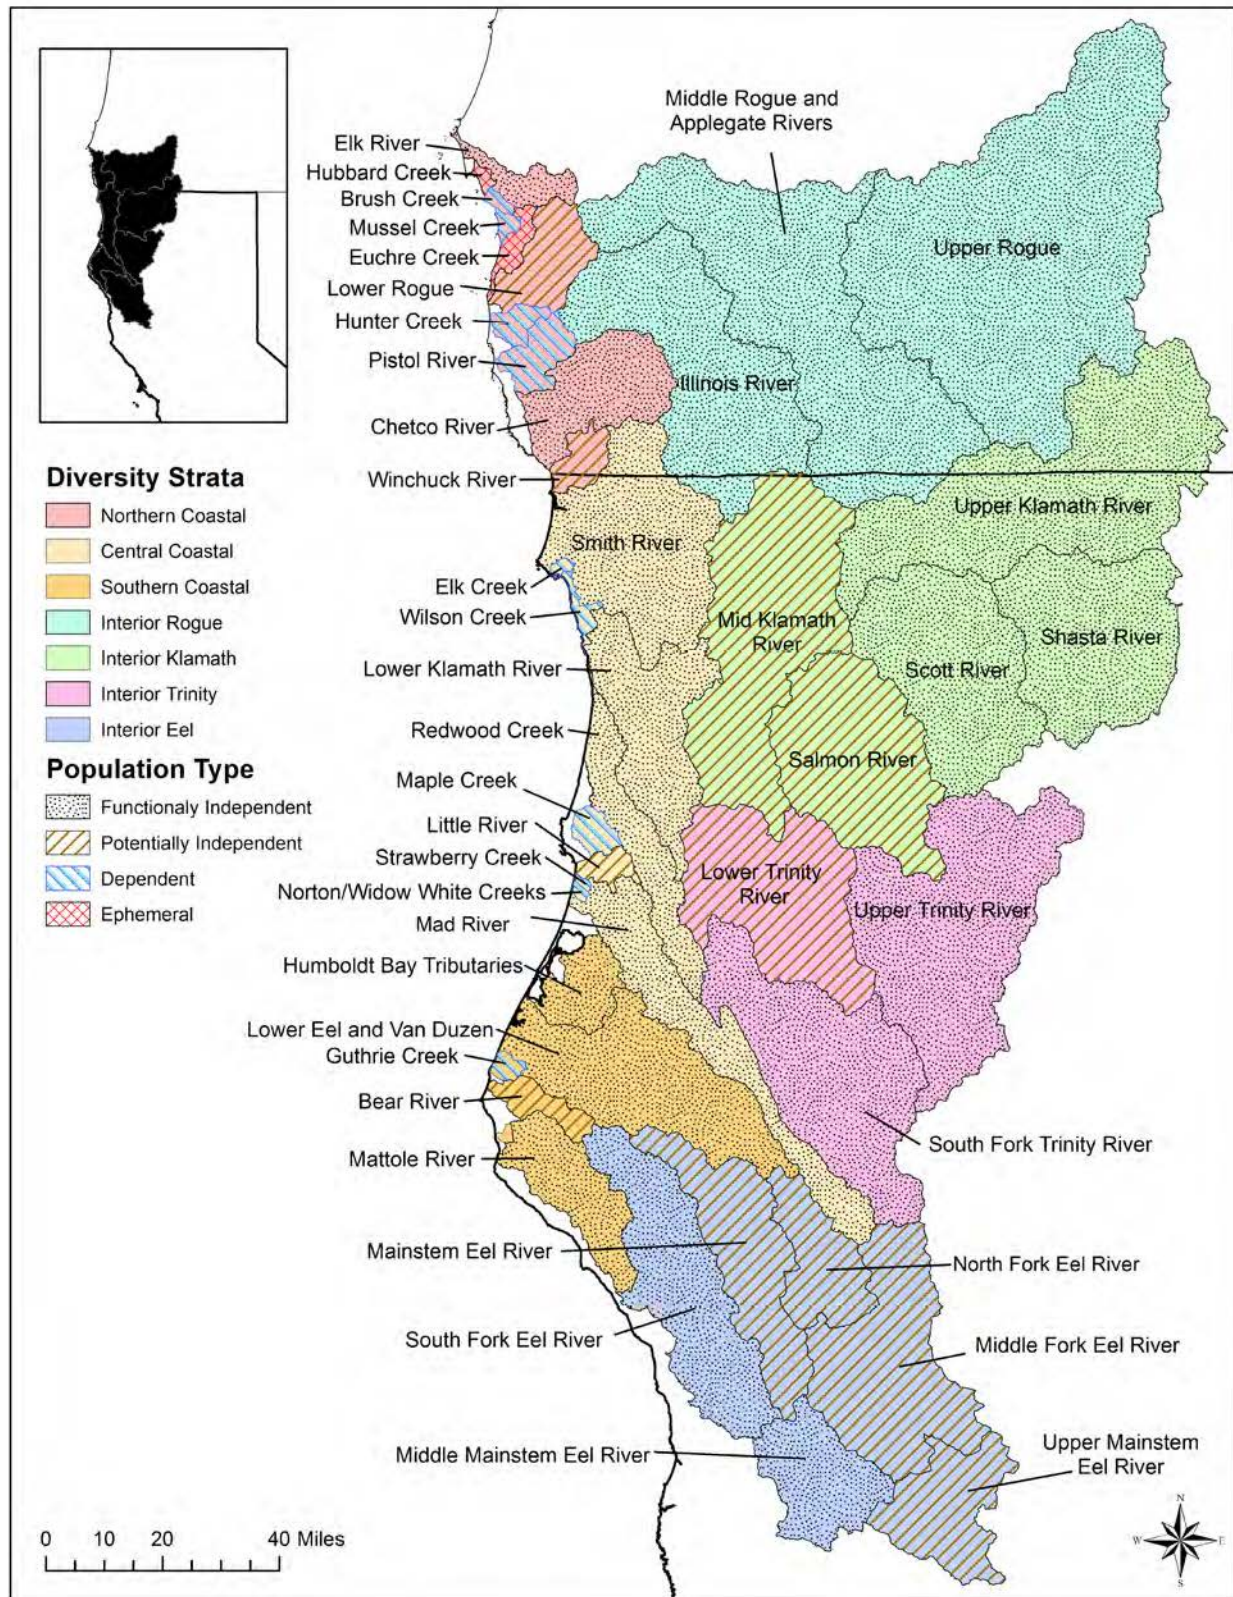 Middle Rogue and
Applegate Rivers
Elk River
Hubbard Creek
Brush Creek
Mussel Creek
Euchre Creek
Lower Rogue
Hunter Creek
Pistol River
Chetco River
Winchuck River
Upper Rogue
Illinois River
Upper Klamath River
Smith River
Elk Creek
Wilson Creek
Mid Klamath
River
Shasta River
Scott River
Lower Klamath River
Redwood Creek
Salmon River
Maple Creek
Little River
Strawberry Creek
Norton/Widow White Creeks
Mad River
Lower Trinity
River
Upper Trinity River
Humboldt Bay Tributaries
Lower Eel and Van Duzen
Guthrie Creek
Bear River
Mattole River
South Fork Trinity River
Mainstem Eel River
North Fork Eel River
South Fork Eel River
Middle Fork Eel River
Middle Mainstem Eel River
Upper Mainstem
Eel River
Diversity Strata
Northern Coastal
Central Coastal
Southern Coastal
Interior Rogue
Interior Klamath
Interior Trinity
Interior Eel
Population Type
Functionaly Independent
Potentially Independent
Dependent
Ephemeral
0 10 20 40 Miles
N
W E
S